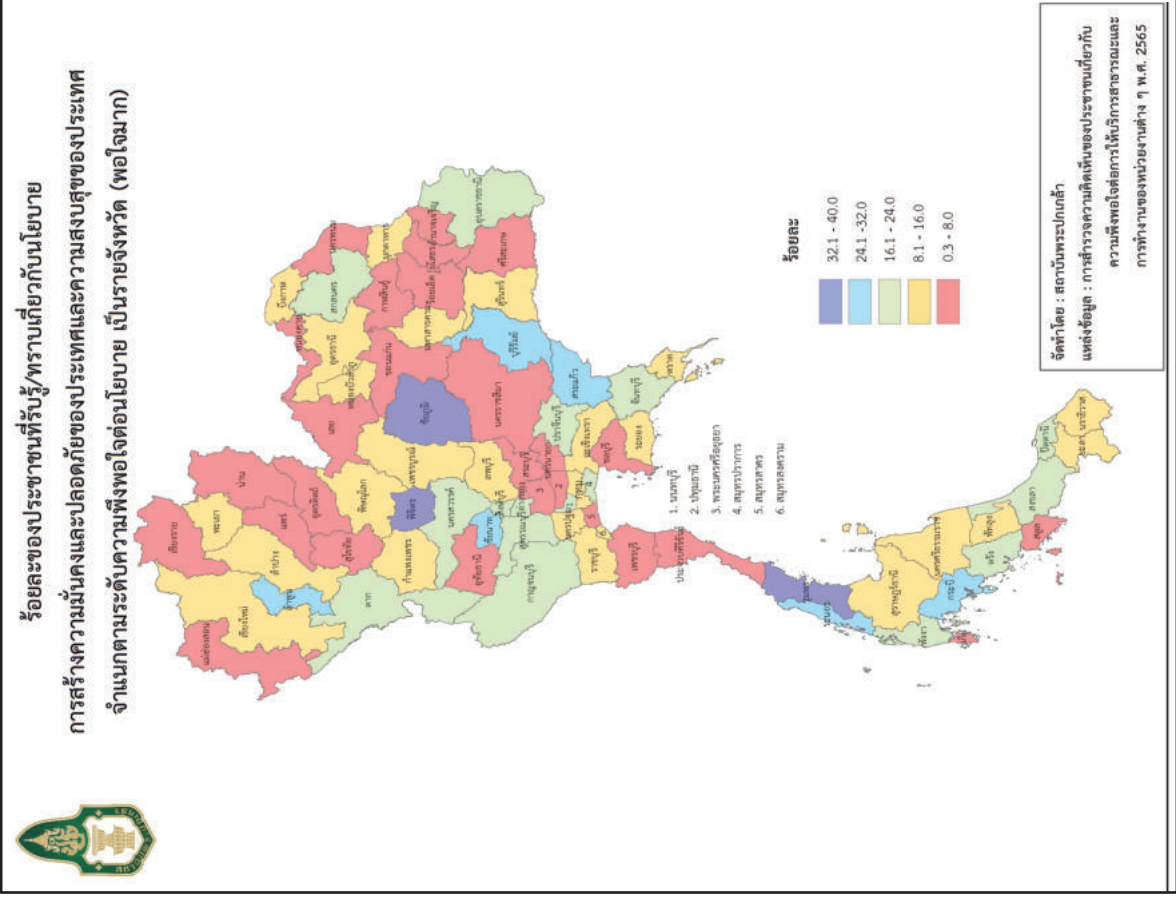 ร้อยละของประชาชนที่รับรู้/ทราบเกี่ยวกับนโยบาย
การสร้างความมั่นคงและปลอดภัยของประเทศและความสงบสุขของประเทศ
จำแนกตามระดับความพึงพอใจต่อนโยบาย เป็นรายจังหวัด (พอใจมาก)
เชียงราย
แม่ฮ่องสอน
พะเยา
น่าน
เชียงใหม่
ลำปาง
แพร่
ลำพูน
อุตรดิตถ์
สุโขทัย
ตาก
พิษณุโลก
กำแพงเพชร
พิจิตร
เพชรบูรณ์
เลย
อุดรธานี
บึงกาฬ
สกลนคร
นครพนม
ขอนแก่น
กาฬสินธุ์
มุกดาหาร
มหาสารคาม
ร้อยเอ็ด
ยโสธร
อำนาจเจริญ
อุบลราชธานี
ชัยภูมิ
นครราชสีมา
บุรีรัมย์
สุรินทร์
ศรีสะเกษ
นครสวรรค์
อุทัยธานี
ชัยนาท
ลพบุรี
สระบุรี
สุพรรณบุรี
กาญจนบุรี
นครนายก
ปราจีนบุรี
สระแก้ว
ฉะเชิงเทรา
ชลบุรี
ระยอง
จันทบุรี
ตราด
ราชบุรี
เพชรบุรี
ประจวบคีรีขันธ์
ชุมพร
ระนอง
สุราษฎร์ธานี
นครศรีธรรมราช
พังงา
ภูเก็ต
กระบี่
ตรัง
พัทลุง
สตูล
สงขลา
ปัตตานี
ยะลา
นราธิวาส
1. นนทบุรี
2. ปทุมธานี
3. พระนครศรีอยุธยา
4. สมุทรปราการ
5. สมุทรสาคร
6. สมุทรสงคราม
ร้อยละ
32.1 - 40.0
24.1 -32.0
16.1 - 24.0
8.1 - 16.0
0.3 - 8.0
จัดทำโดย : สถาบันพระปกเกล้า
แหล่งข้อมูล : การสำรวจความคิดเห็นของประชาชนเกี่ยวกับ
ความพึงพอใจต่อการให้บริการสาธารณะและ
การทำงานของหน่วยงานต่าง ๆ พ.ศ. 2565